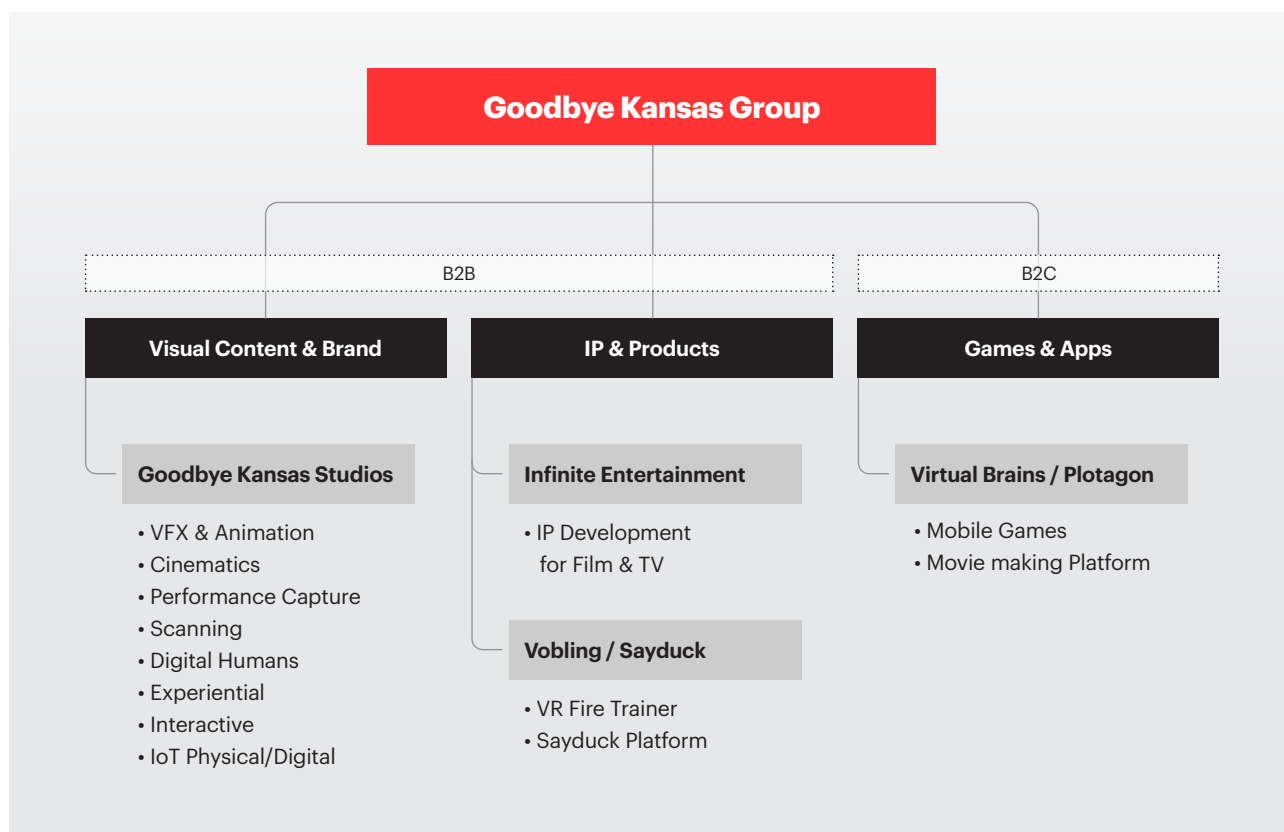 Goodbye Kansas Group
B2B
B2C
Visual Content & Brand
IP & Products
Games & Apps
Goodbye Kansas Studios
• VFX & Animation
• Cinematics
• Performance Capture
• Scanning
• Digital Humans
• Experiential
• Interactive
• IoT Physical/Digital
Infinite Entertainment
• IP Development
for Film & TV
Vobling / Sayduck
• VR Fire Trainer
• Sayduck Platform
Virtual Brains / Plotagon
• Mobile Games
• Movie making Platform